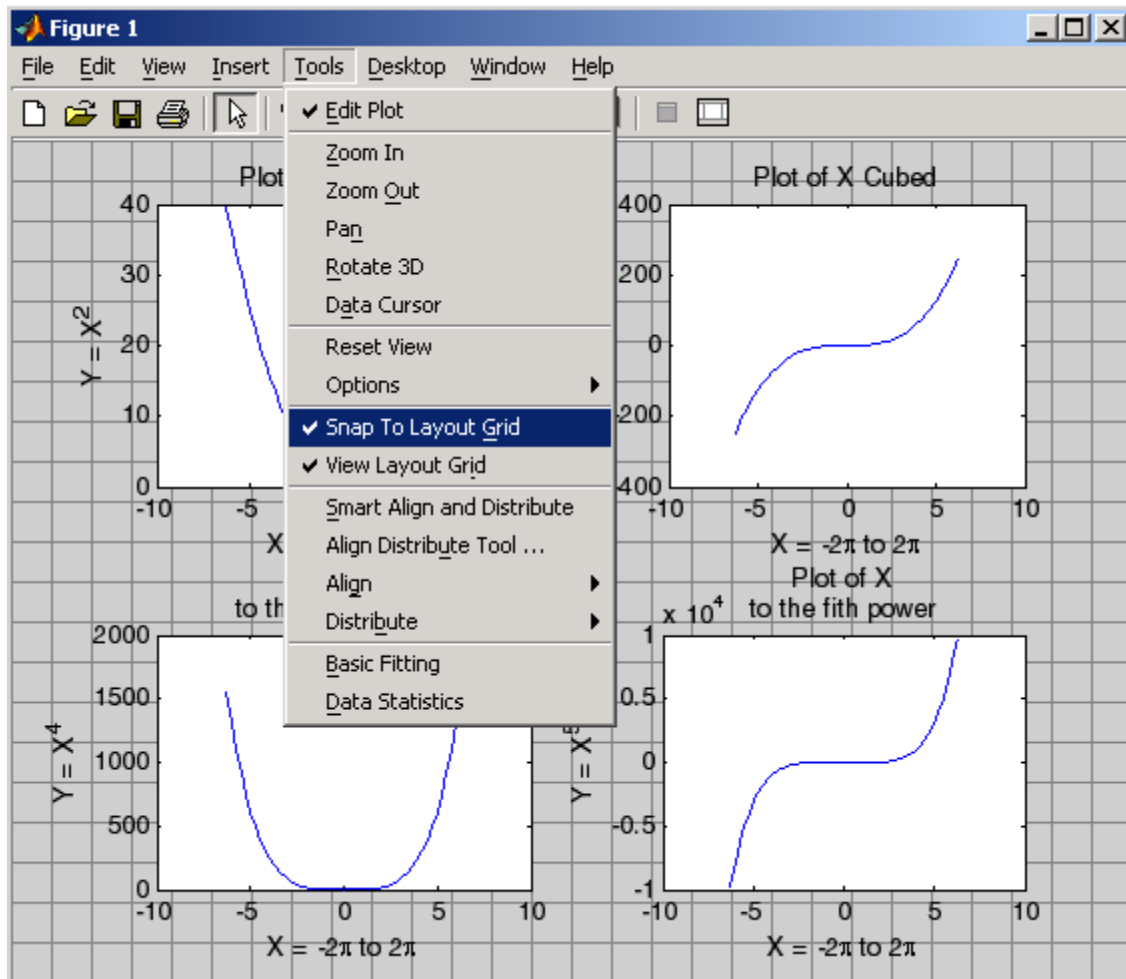 Figure 1
File Edit View Insert Tools Desktop Window Help
Edit Plot
Zoom In
Zoom Out
Pan
Rotate 3D
Data Cursor
Reset View
Options
Snap To Layout Grid
View Layout Grid
Smart Align and Distribute
Align Distribute Tool ...
Align
Distribute
Basic Fitting
Data Statistics
Plot
40
30
20
10
0
-10 -5
Y = X²
X
Plot of X Cubed
400
200
0
-200
400
-10 -5 0 5 10
X = -2π to 2π
to th
2000
1500
1000
500
0
-10 -5 0 5 10
Y = X⁴
X = -2π to 2π
Plot of X
to the fith power
x 10⁴
1
0.5
0
-0.5
-1
-10 -5 0 5 10
Y = X⁵
X = -2π to 2π